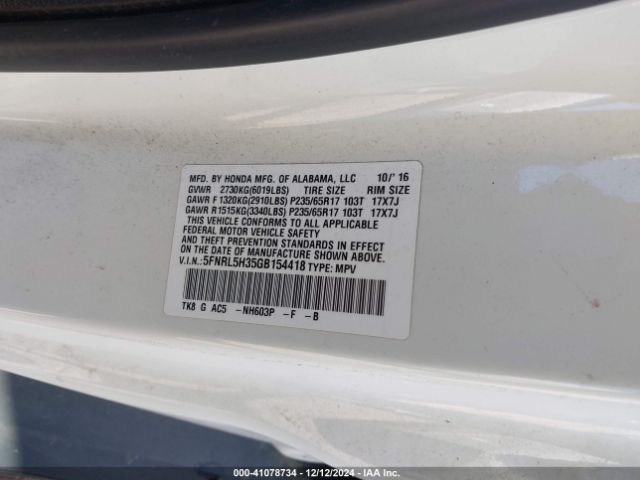 MFD. BY HONDA MFG. OF ALABAMA, LLC 10/'16
GVWR 2730KG(6019LBS) TIRE SIZE RIM SIZE
GAWR F 1320KG(2910LBS) P235/65R17 103T 17X7J
GAWR R1515KG(3340LBS) P235/65R17 103T 17X7J
THIS VEHICLE CONFORMS TO ALL APPLICABLE
FEDERAL MOTOR VEHICLE SAFETY
AND THEFT PREVENTION STANDARDS IN EFFECT
ON THE DATE OF MANUFACTURE SHOWN ABOVE.
V.I.N.:5FNRL5H35GB154418 TYPE: MPV
TK8 G AC5 -NH603P -F -B
000-41078734 - 12/12/2024 - IAA Inc.